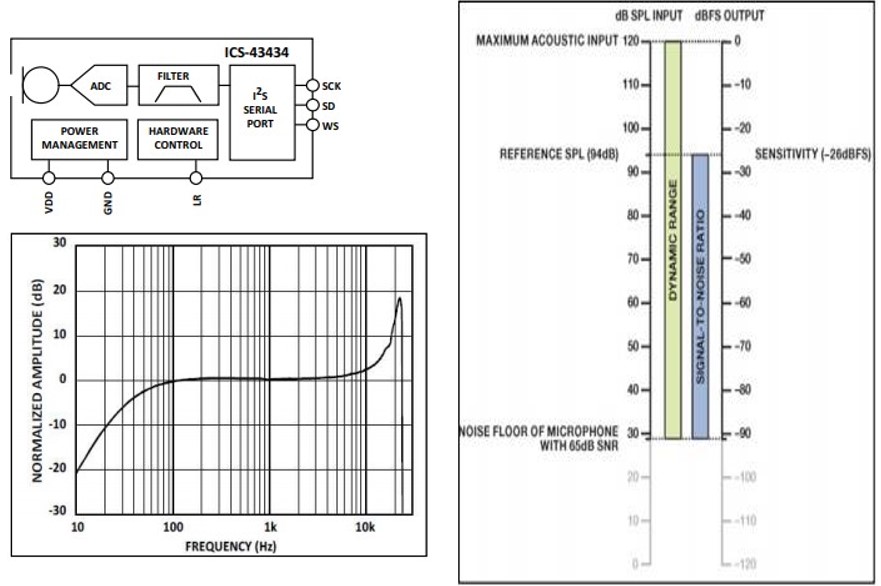 ICS-43434
ADC
FILTER
I²S
SERIAL
PORT
SCK
SD
WS
POWER
MANAGEMENT
HARDWARE
CONTROL
VDD
GND
LR
NORMALIZED AMPLITUDE (dB)
30
20
10
0
-10
-20
-30
10
100
1k
10k
FREQUENCY (Hz)
dB SPL INPUT dBFS OUTPUT
MAXIMUM ACOUSTIC INPUT 120 0
110 –10
100 –20
REFERENCE SPL (94dB) SENSITIVITY (–26dBFS)
90 –30
80 –40
70 –50
60 –60
50 –70
40 –80
DYNAMIC RANGE
SIGNAL-TO-NOISE RATIO
NOISE FLOOR OF MICROPHONE 30 –90
WITH 65dB SNR
20 –100
10 –110
0 –120